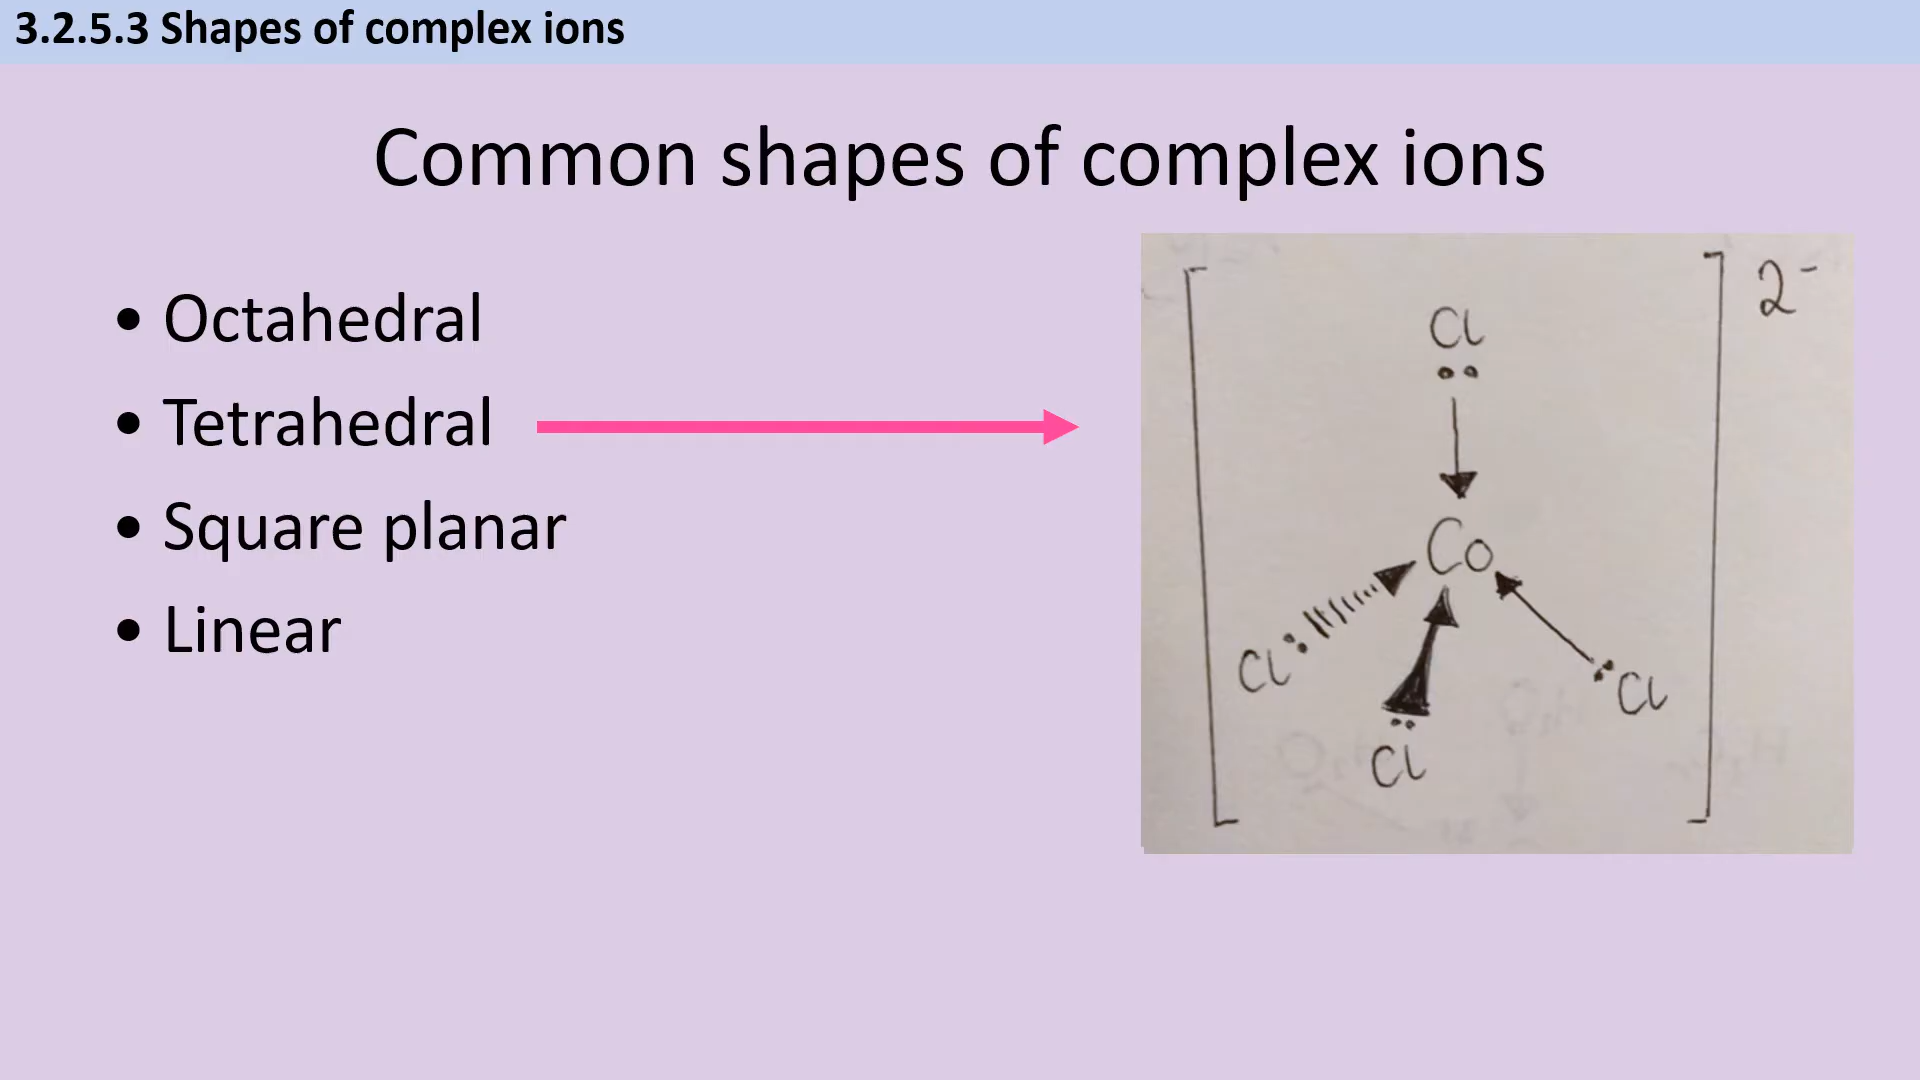 3.2.5.3 Shapes of complex ions
Common shapes of complex ions
• Octahedral
• Tetrahedral
• Square planar
• Linear
2-
Cl
Co
Cl
Cl
Cl